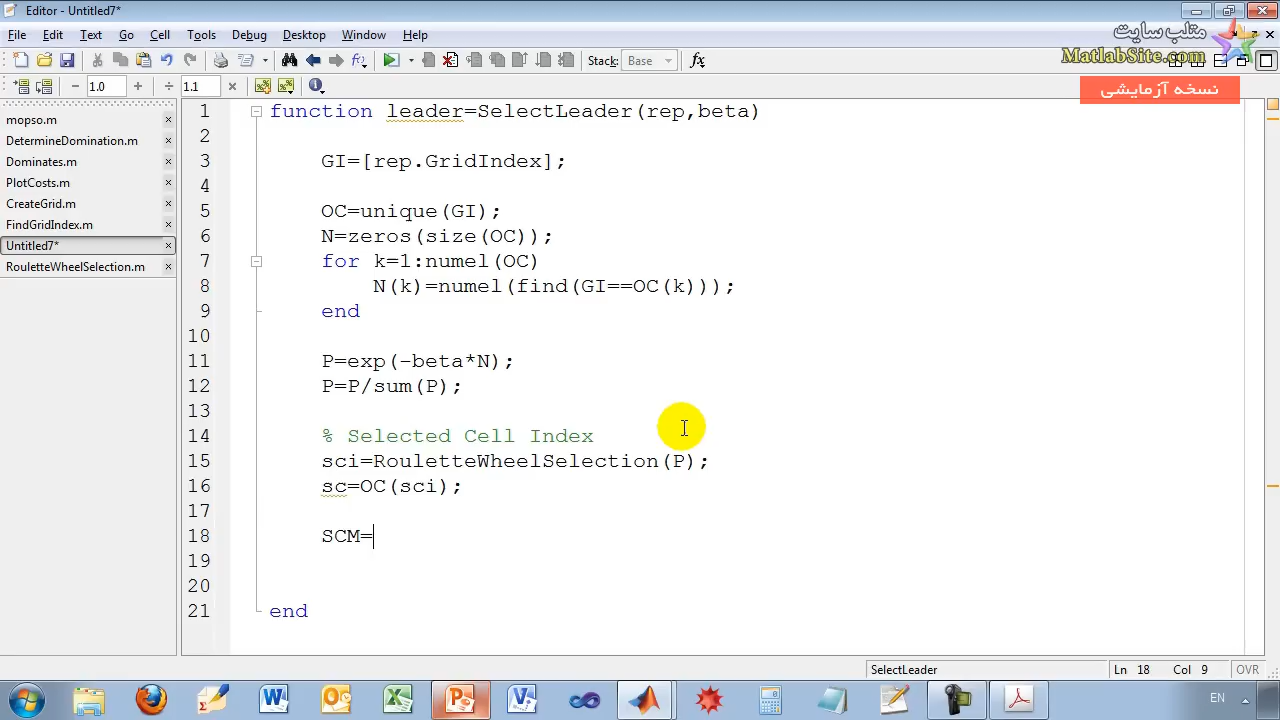 Editor - Untitled7*
File Edit Text Go Cell Tools Debug Desktop Window Help
متلب سایت
MatlabSite.com
Stack: Base fx
نسخه آزمایشی
− 1.0 + ÷ 1.1 ×
mopso.m
DetermineDomination.m
Dominates.m
PlotCosts.m
CreateGrid.m
FindGridIndex.m
Untitled7*
RouletteWheelSelection.m
1 function leader=SelectLeader(rep,beta)
2
3 GI=[rep.GridIndex];
4
5 OC=unique(GI);
6 N=zeros(size(OC));
7 for k=1:numel(OC)
8 N(k)=numel(find(GI==OC(k)));
9 end
10
11 P=exp(-beta*N);
12 P=P/sum(P);
13
14 % Selected Cell Index
15 sci=RouletteWheelSelection(P);
16 sc=OC(sci);
17
18 SCM=
19
20
21 end
SelectLeader Ln 18 Col 9 OVR
EN